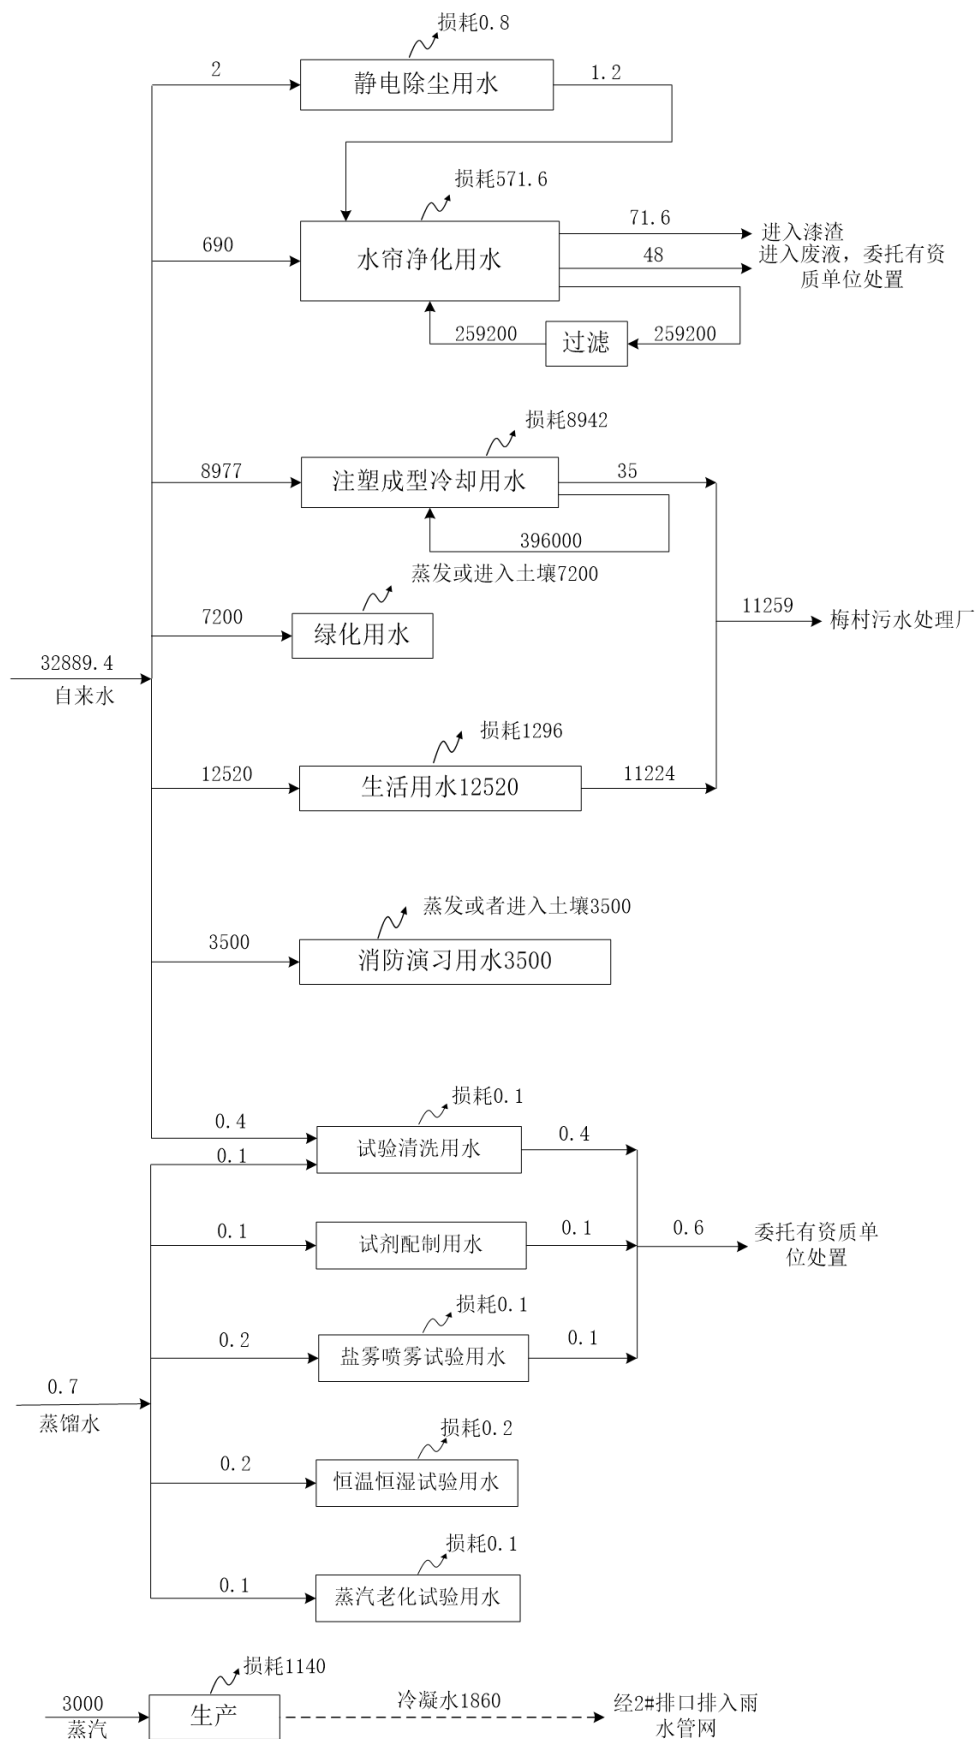 损耗0.8
2
静电除尘用水
1.2
损耗571.6
690
水帘净化用水
71.6
进入漆渣
48
进入废液，委托有资
质单位处置
259200
过滤
259200
损耗8942
8977
注塑成型冷却用水
35
396000
蒸发或进入土壤7200
7200
绿化用水
11259
梅村污水处理厂
32889.4
自来水
损耗1296
12520
生活用水12520
11224
蒸发或者进入土壤3500
3500
消防演习用水3500
损耗0.1
0.4
0.1
试验清洗用水
0.4
0.1
试剂配制用水
0.1
0.6
委托有资质单
位处置
损耗0.1
0.2
盐雾喷雾试验用水
0.1
0.7
蒸馏水
损耗0.2
0.2
恒温恒湿试验用水
损耗0.1
0.1
蒸汽老化试验用水
损耗1140
3000
蒸汽
生产
冷凝水1860
经2#排口排入雨
水管网